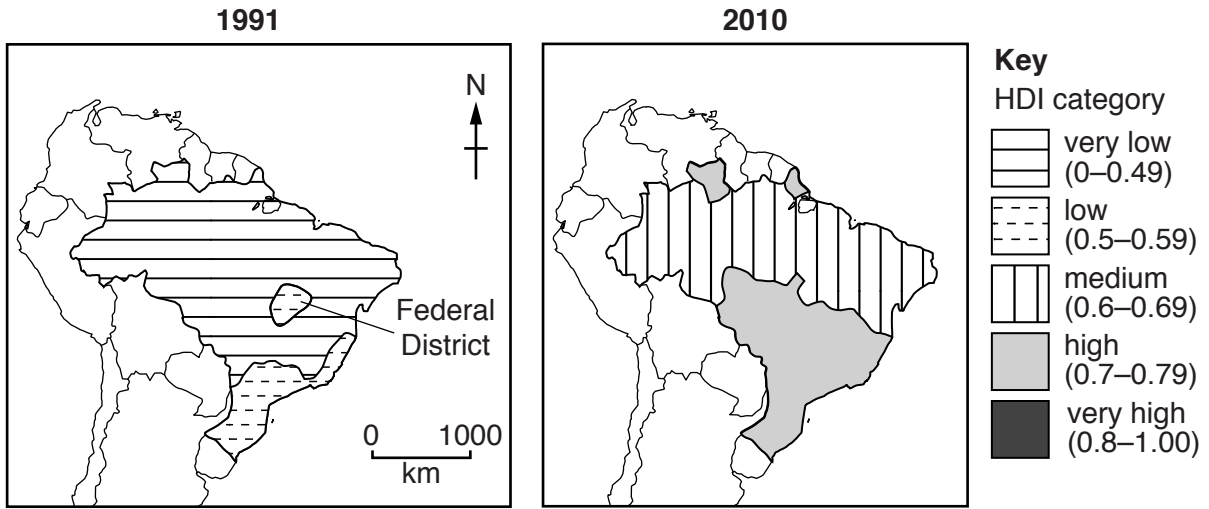 1991
N
Federal
District
0 1000
km
2010
Key
HDI category
very low
(0–0.49)
low
(0.5–0.59)
medium
(0.6–0.69)
high
(0.7–0.79)
very high
(0.8–1.00)